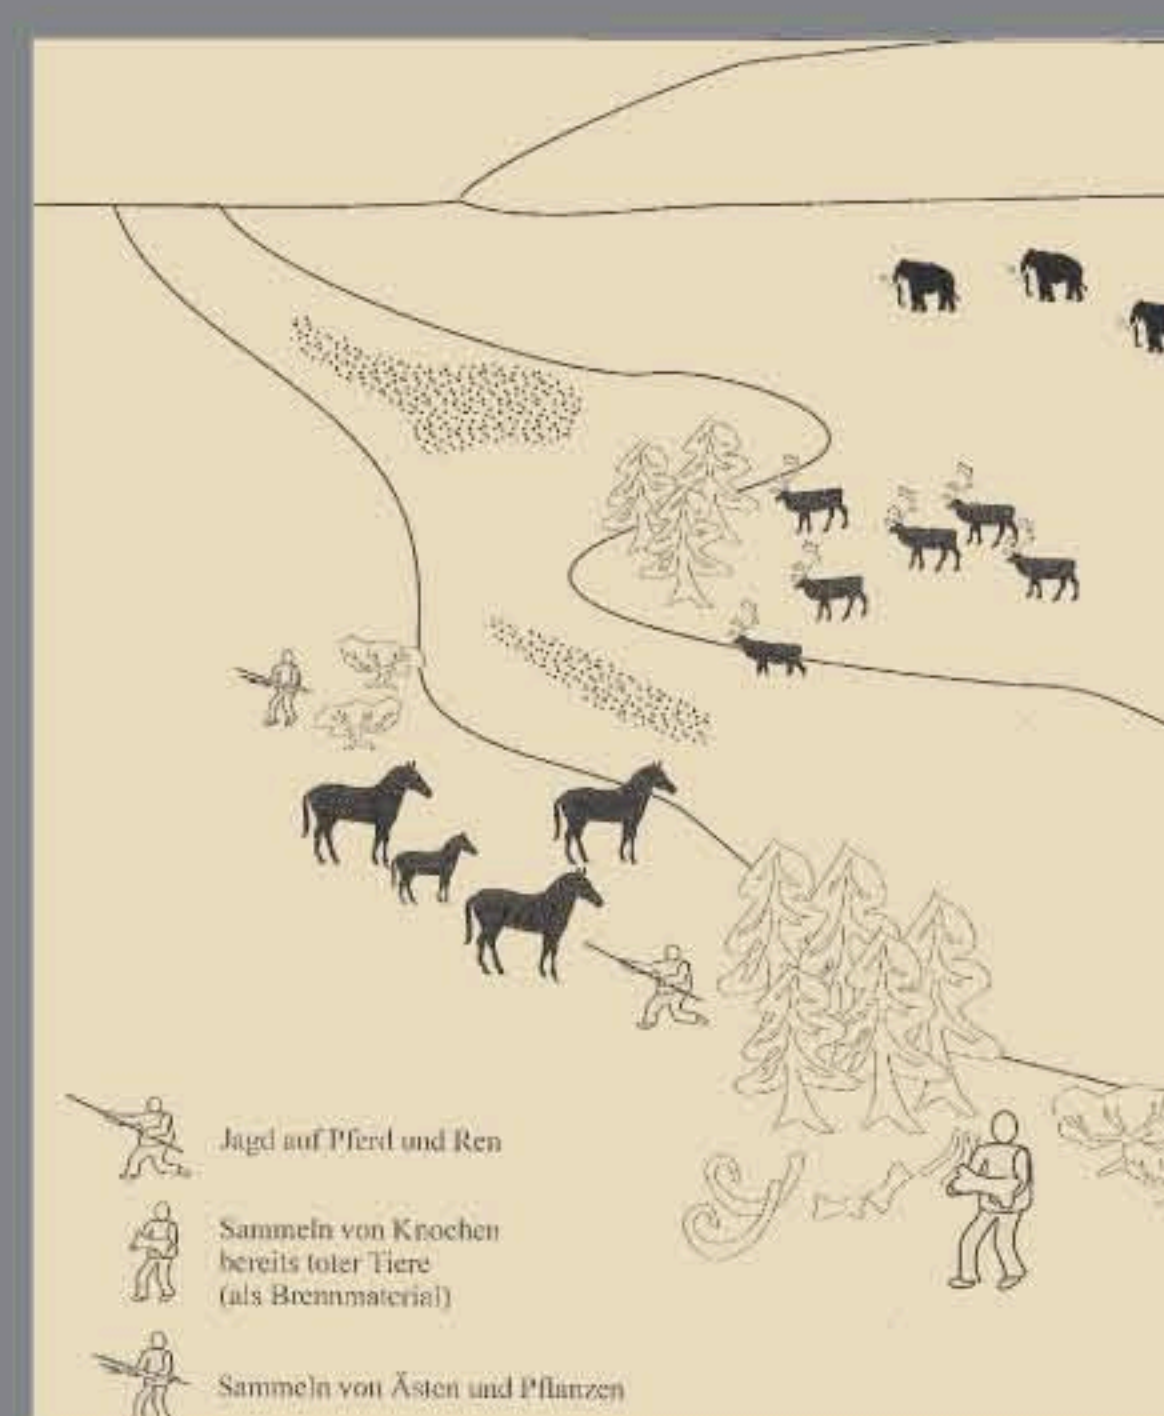 Jagd auf Pferd und Ren
Sammeln von Knochen
bereits toter Tiere
(als Brennmaterial)
Sammeln von Ästen und Pflanzen